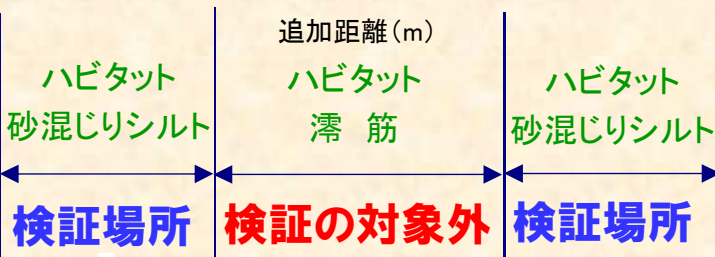 追加距離(m)
ハビタット
砂混じりシルト
検証場所
ハビタット
澪 筋
検証の対象外
ハビタット
砂混じりシルト
検証場所